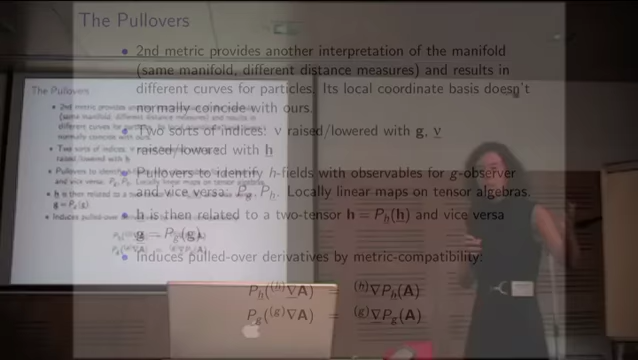 The Pullovers
2nd metric provides another interpretation of the manifold
(same manifold, different distance measures) and results in
different curves for particles. Its local coordinate basis doesn't
normally coincide with ours.
Two sorts of indices: ν raised/lowered with g, ν
raised/lowered with h
Pullovers to identify h-fields with observables for g-observer
and vice versa: P_g, P_h. Locally linear maps on tensor algebras.
h is then related to a two-tensor h = P_h(h) and vice versa
g = P_g(g).
Induces pulled-over derivatives by metric-compatibility:
P_h(^(h)∇A) = ^(h)∇P_h(A)
P_g(^(g)∇A) = ^(g)∇P_g(A)
The Pullovers